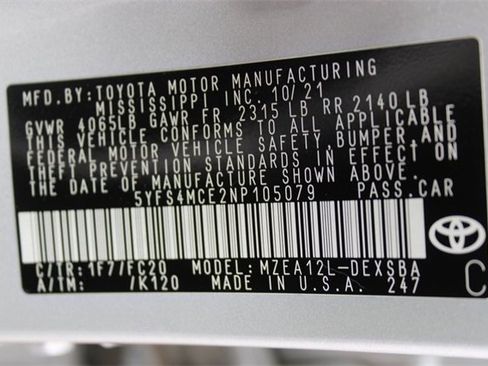 MFD.BY:TOYOTA MOTOR MANUFACTURING
MISSISSIPPI INC. 10/21
GVWR 4065LB GAWR FR 2315 LB RR 2140 LB
THIS VEHICLE CONFORMS TO ALL APPLICABLE
FEDERAL MOTOR VEHICLE SAFETY,BUMPER,AND
THEFT PREVENTION STANDARDS IN EFFECT ON
THE DATE OF MANUFACTURE SHOWN ABOVE.
5YFS4MCE2NP105079 PASS.CAR
C/TR:1F7/FC20 MODEL:MZEA12L-DEXSBA
A/TM: /K120 MADE IN U.S.A. 247
C